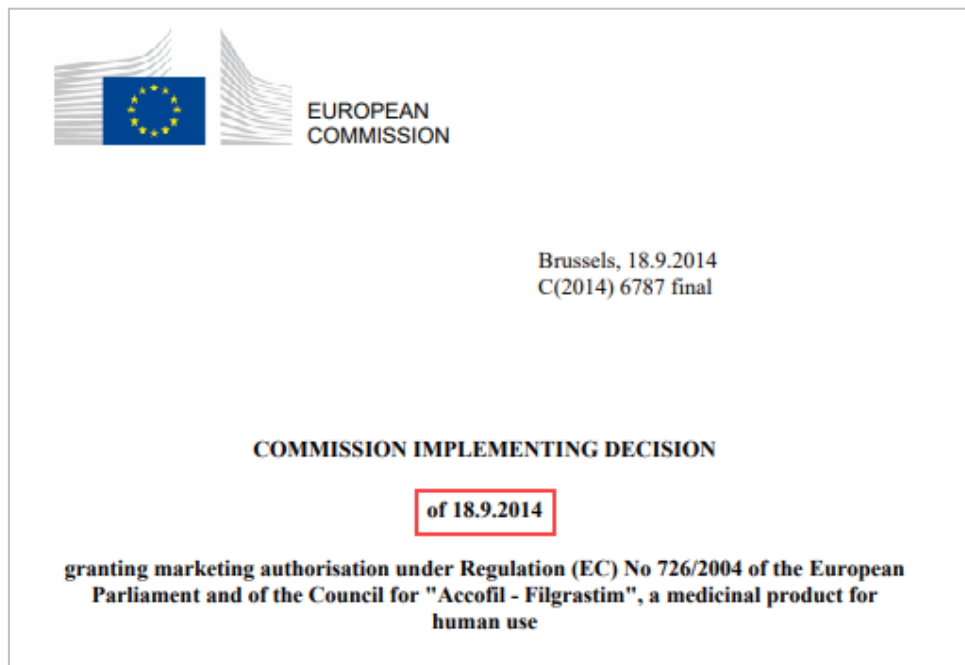 EUROPEAN
COMMISSION
Brussels, 18.9.2014
C(2014) 6787 final
COMMISSION IMPLEMENTING DECISION
of 18.9.2014
granting marketing authorisation under Regulation (EC) No 726/2004 of the European
Parliament and of the Council for "Accofil - Filgrastim", a medicinal product for
human use